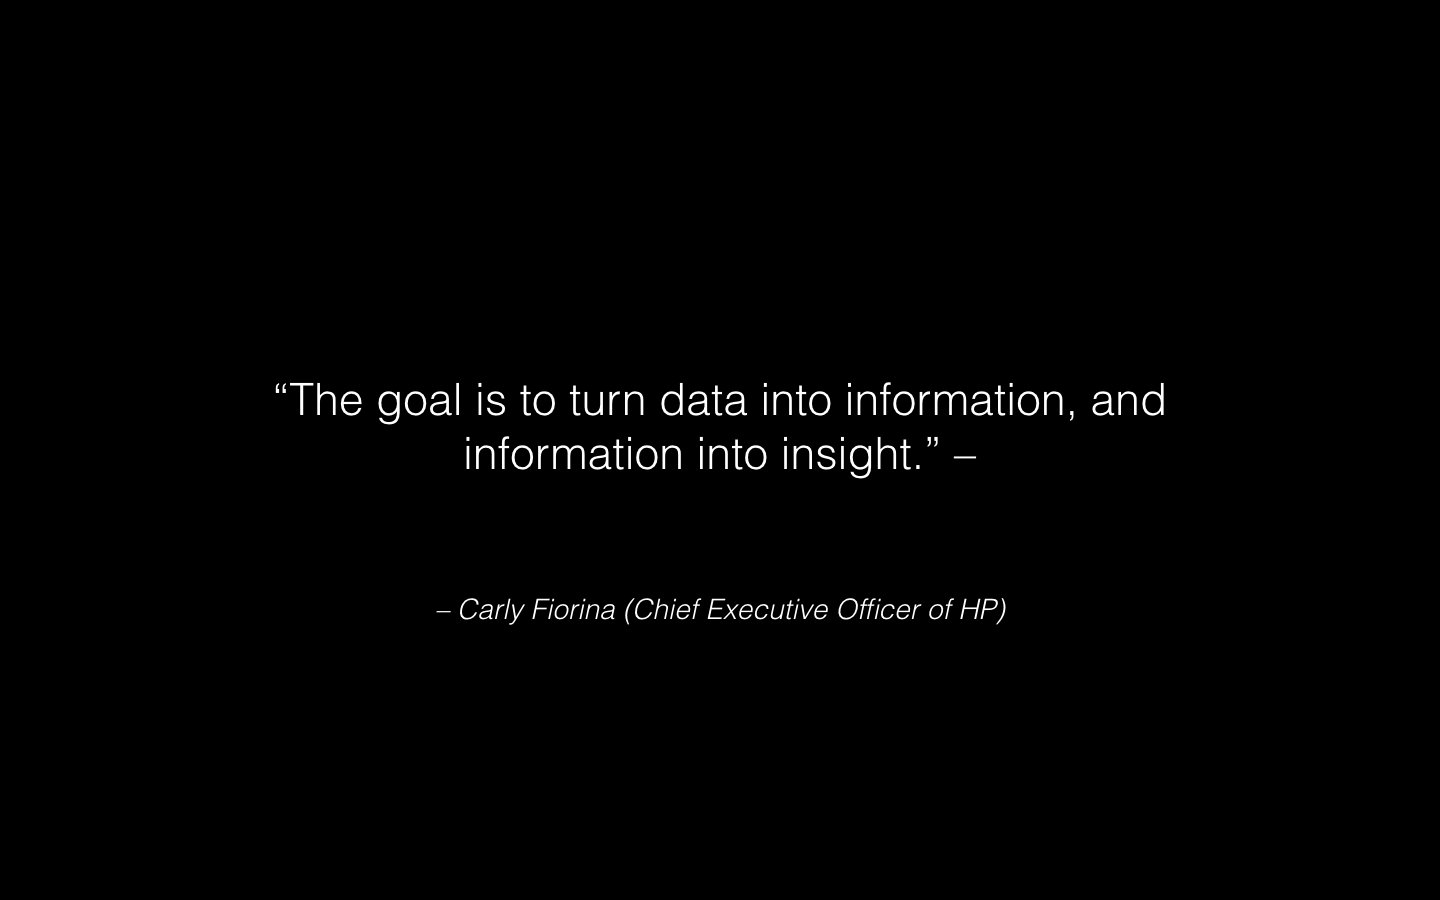 “The goal is to turn data into information, and
information into insight.” –
– Carly Fiorina (Chief Executive Officer of HP)